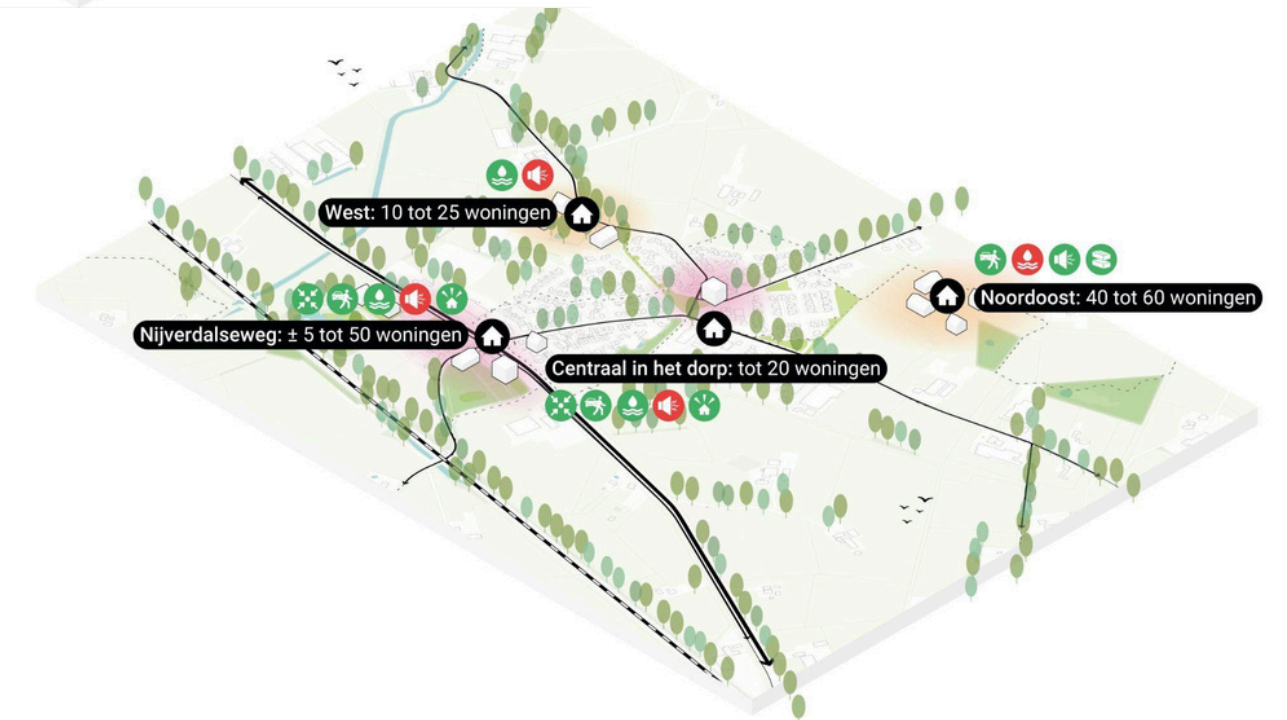 West: 10 tot 25 woningen
Noordoost: 40 tot 60 woningen
Nijverdalseweg: ± 5 tot 50 woningen
Centraal in het dorp: tot 20 woningen